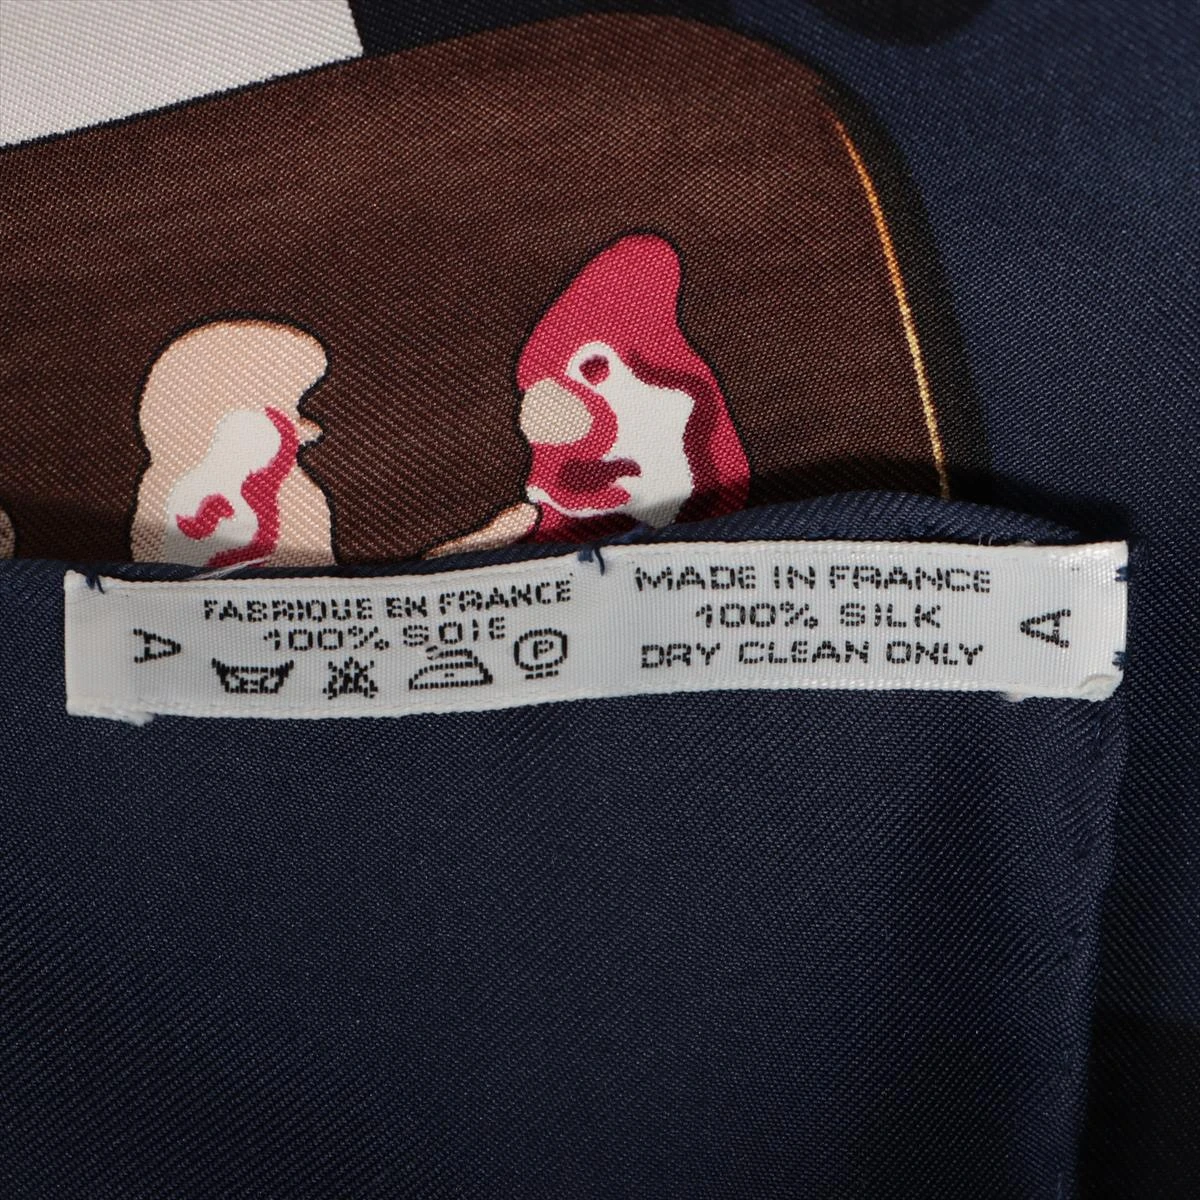 FABRIQUE EN FRANCE
100% SOIE
A
P
MADE IN FRANCE
100% SILK
DRY CLEAN ONLY
A